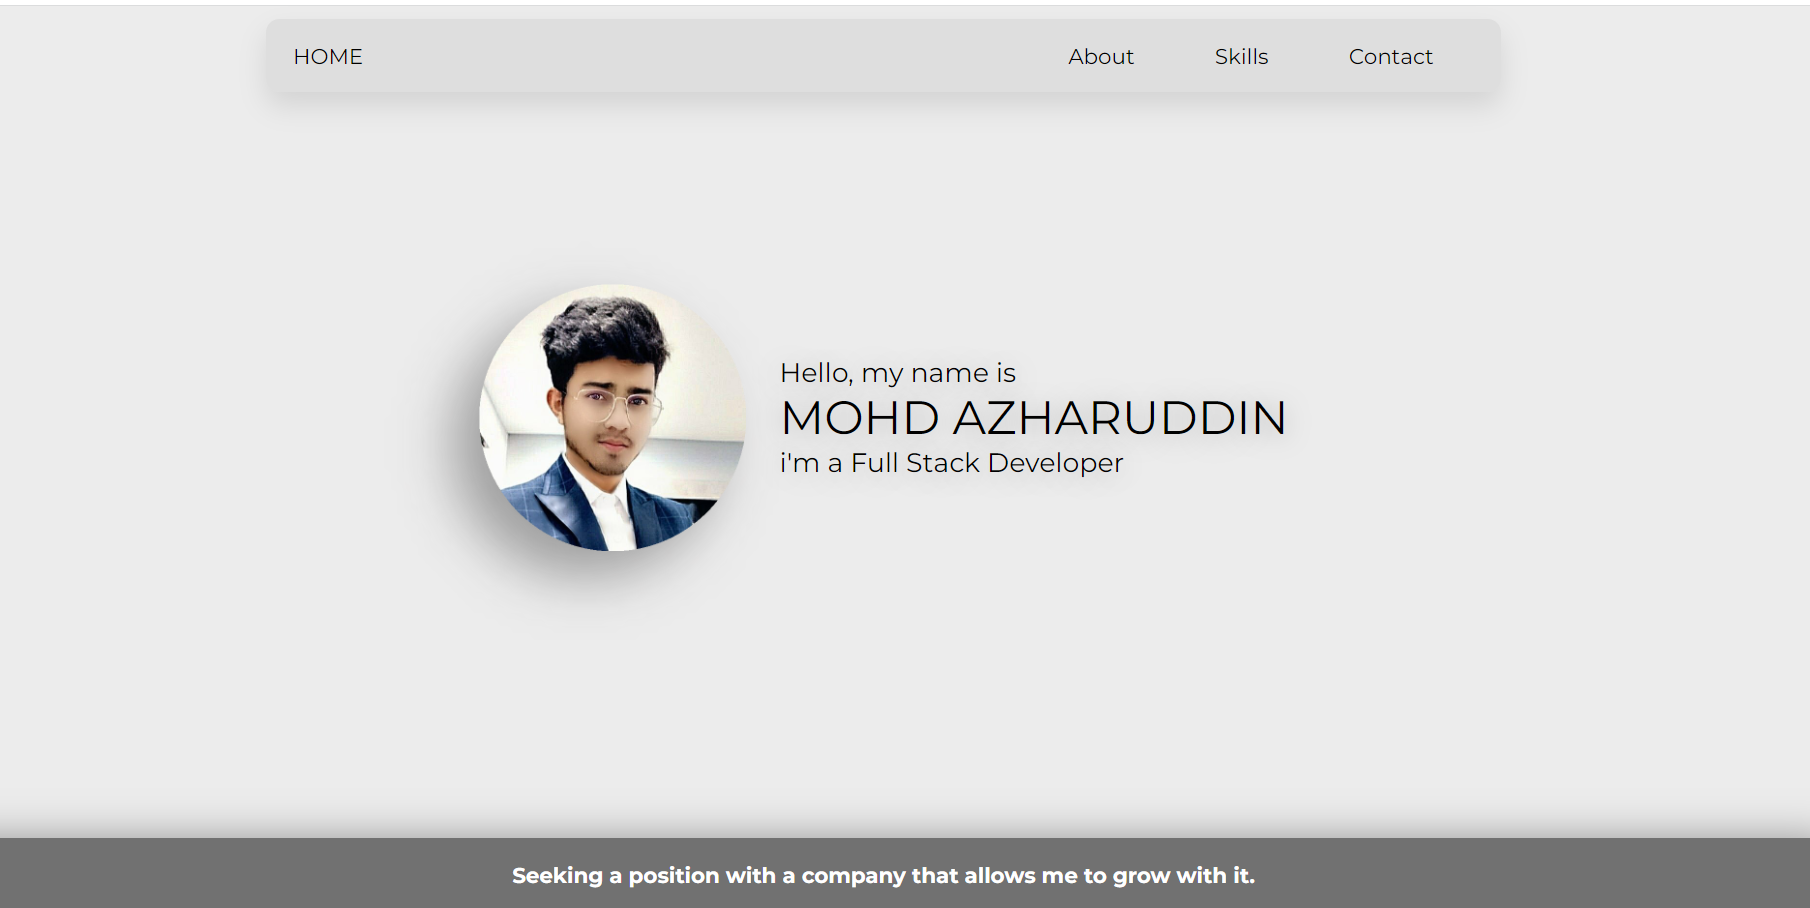 HOME About Skills Contact
Hello, my name is
MOHD AZHARUDDIN
i'm a Full Stack Developer
Seeking a position with a company that allows me to grow with it.